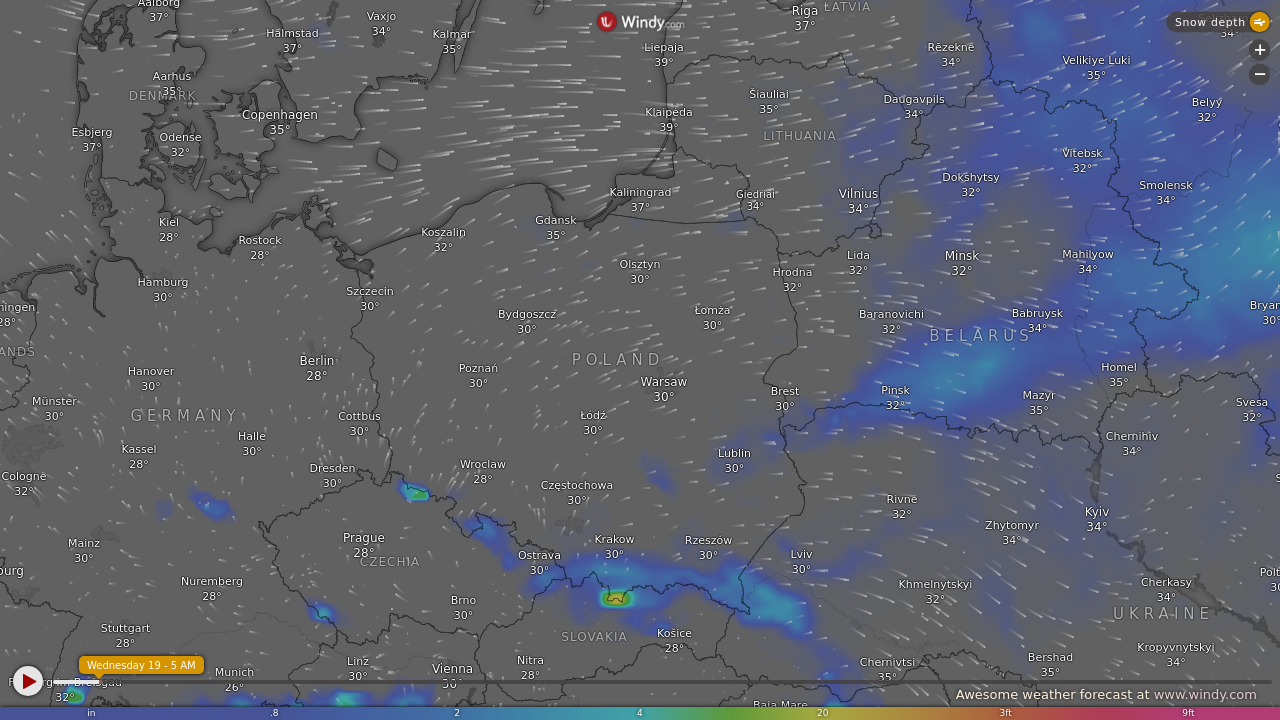 Aalborg
37°
Vaxjo
34°
Halmstad
37°
Kalmar
35°
Windy.com
Riga
37°
LATVIA
Snow depth
34°
Liepaja
39°
Rēzekne
34°
Velikiye Luki
35°
+
−
Aarhus
35°
DENMARK
Copenhagen
35°
Šiauliai
35°
Daugavpils
34°
Belyy
32°
Klaipėda
39°
LITHUANIA
Esbjerg
37°
Odense
32°
Vitebsk
32°
Dokshytsy
32°
Smolensk
34°
Kaliningrad
37°
Giedriai
34°
Vilnius
34°
Kiel
28°
Gdansk
35°
Koszalin
32°
Rostock
28°
Lida
32°
Minsk
32°
Mahilyow
34°
Olsztyn
30°
Hrodna
32°
Hamburg
30°
Szczecin
30°
ningen
28°
Bydgoszcz
30°
Łomża
30°
Baranovichi
32°
Babruysk
34°
Bryan
30°
BELARUS
ANDS
Berlin
28°
POLAND
Hanover
30°
Poznań
30°
Warsaw
30°
Homel
35°
Brest
30°
Pinsk
32°
Mazyr
35°
Münster
30°
GERMANY
Cottbus
30°
Łódź
30°
Svesa
32°
Halle
30°
Chernihiv
34°
Kassel
28°
Lublin
30°
Cologne
32°
Dresden
30°
Wroclaw
28°
Częstochowa
30°
S
Rivne
32°
Kyiv
34°
Zhytomyr
34°
Mainz
30°
Prague
28°
CZECHIA
Krakow
30°
Rzeszów
30°
Ostrava
30°
Lviv
30°
burg
Nuremberg
28°
Khmelnytskyi
32°
Cherkasy
34°
Polt
30
Brno
30°
UKRAINE
Stuttgart
28°
SLOVAKIA
Košice
28°
Kropyvnytskyi
34°
Wednesday 19 - 5 AM
Munich
26°
Linz
30°
Vienna
30°
Nitra
28°
Chernivtsi
35°
Bershad
35°
32°
Baia Mare
Awesome weather forecast at www.windy.com
in .8 2 4 20 3ft 9ft